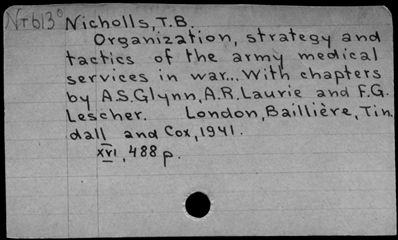 NT613° Nicholls, T.B.
Organization, strategy and
tactics of the army medical
services in war... With chapters
by A.S.Glynn, A.R.Laurie and F.G.
Lescher. London, Baillière, Tin.
dall and Cox, 1941.
xvi, 488 p.